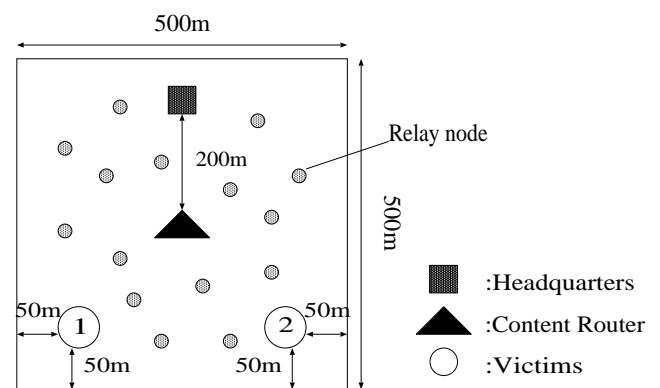 500m
Relay node
200m
500m
50m
1
2
50m
50m
50m
:Headquarters
:Content Router
:Victims